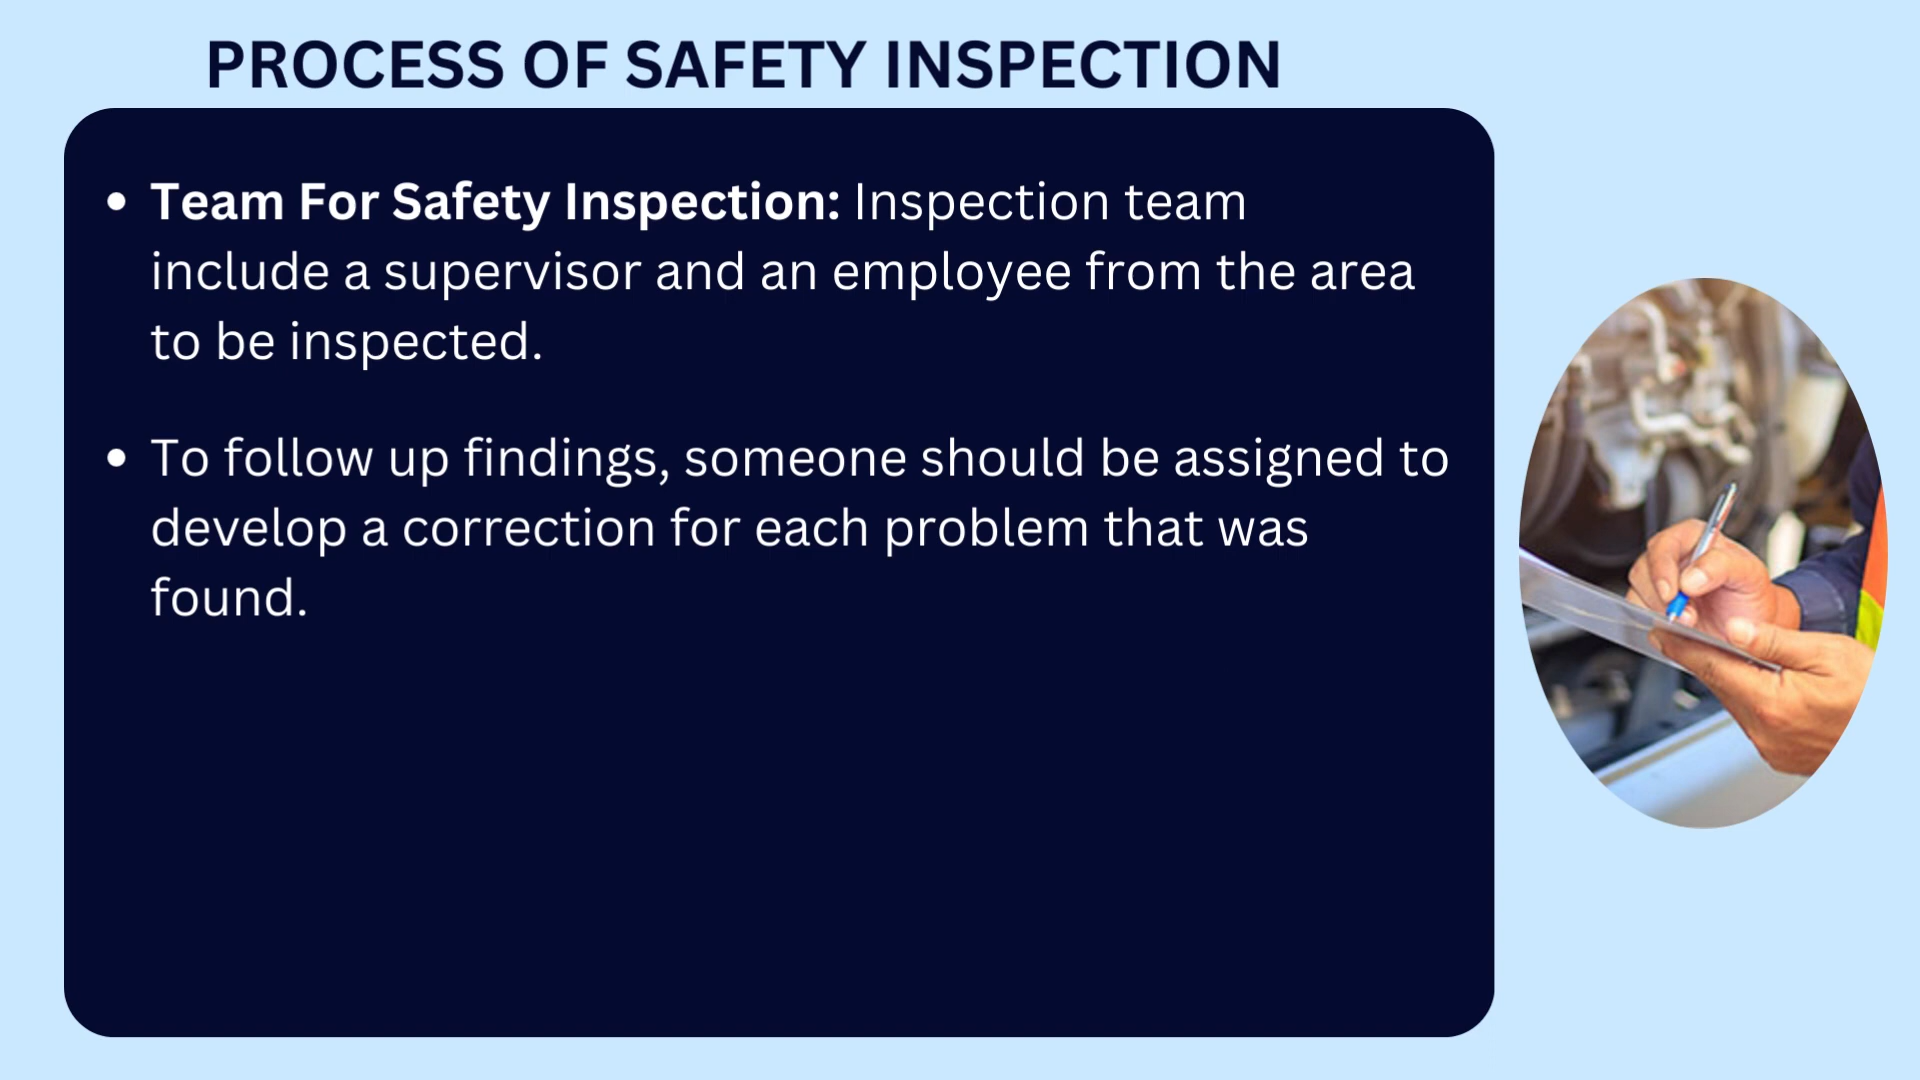 PROCESS OF SAFETY INSPECTION
• Team For Safety Inspection: Inspection team
include a supervisor and an employee from the area
to be inspected.
• To follow up findings, someone should be assigned to
develop a correction for each problem that was
found.